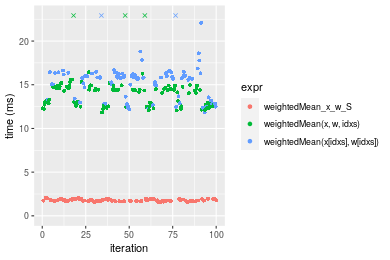 20
15
10
5
0
time (ms)
0
25
50
75
100
iteration
expr
weightedMean_x_w_S
weightedMean(x, w, idxs)
weightedMean(x[idxs], w[idxs])